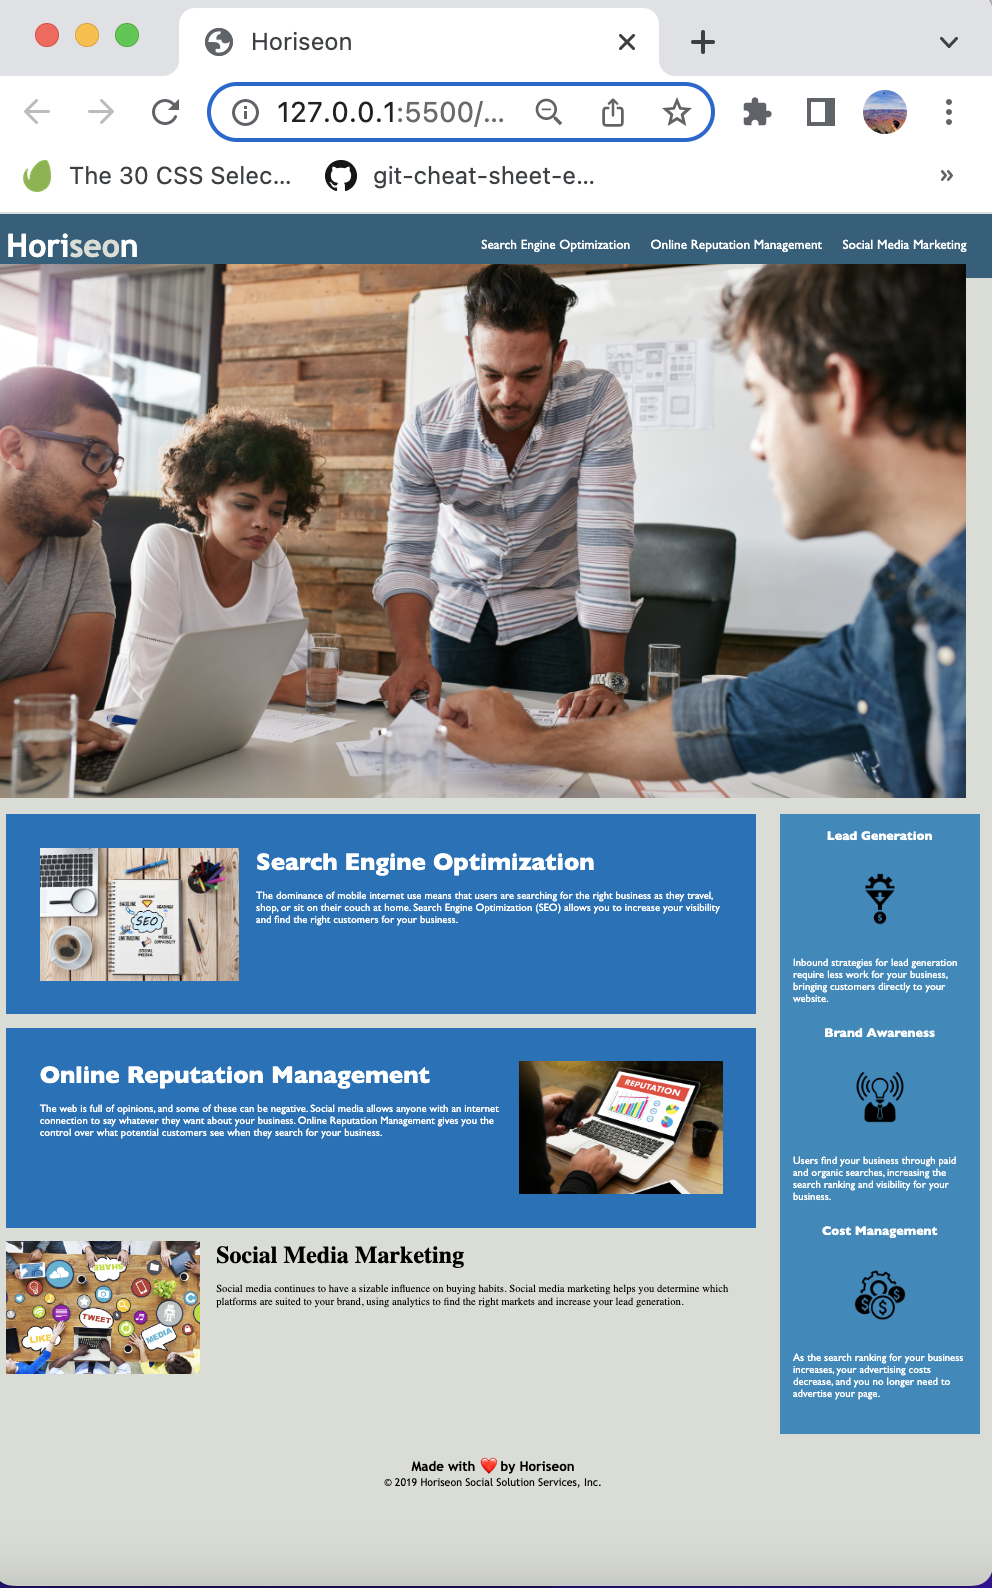 Horiseon
127.0.0.1:5500/...
The 30 CSS Selec...
git-cheat-sheet-e...
»
Horiseon
Search Engine Optimization
Online Reputation Management
Social Media Marketing
SEO
SOCIAL MEDIA
Search Engine Optimization
The dominance of mobile internet use means that users are searching for the right business as they travel,
shop, or sit on their couch at home. Search Engine Optimization (SEO) allows you to increase your visibility
and find the right customers for your business.
Online Reputation Management
The web is full of opinions, and some of these can be negative. Social media allows anyone with an internet
connection to say whatever they want about your business. Online Reputation Management gives you the
control over what potential customers see when they search for your business.
REPUTATION
SHARE
TWEET
LIKE
MEDIA
Social Media Marketing
Social media continues to have a sizable influence on buying habits. Social media marketing helps you determine which
platforms are suited to your brand, using analytics to find the right markets and increase your lead generation.
Lead Generation
Inbound strategies for lead generation
require less work for your business,
bringing customers directly to your
website.
Brand Awareness
Users find your business through paid
and organic searches, increasing the
search ranking and visibility for your
business.
Cost Management
As the search ranking for your business
increases, your advertising costs
decrease, and you no longer need to
advertise your page.
Made with ❤️ by Horiseon
© 2019 Horiseon Social Solution Services, Inc.